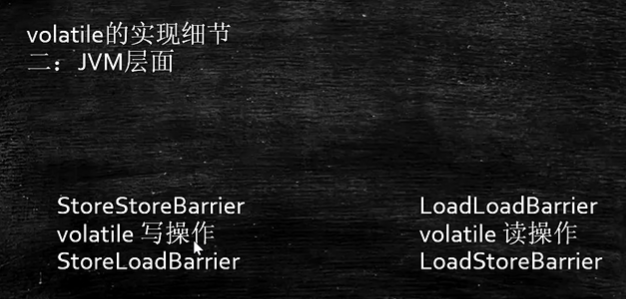 volatile的实现细节
二：JVM层面
StoreStoreBarrier
volatile 写操作
StoreLoadBarrier
LoadLoadBarrier
volatile 读操作
LoadStoreBarrier